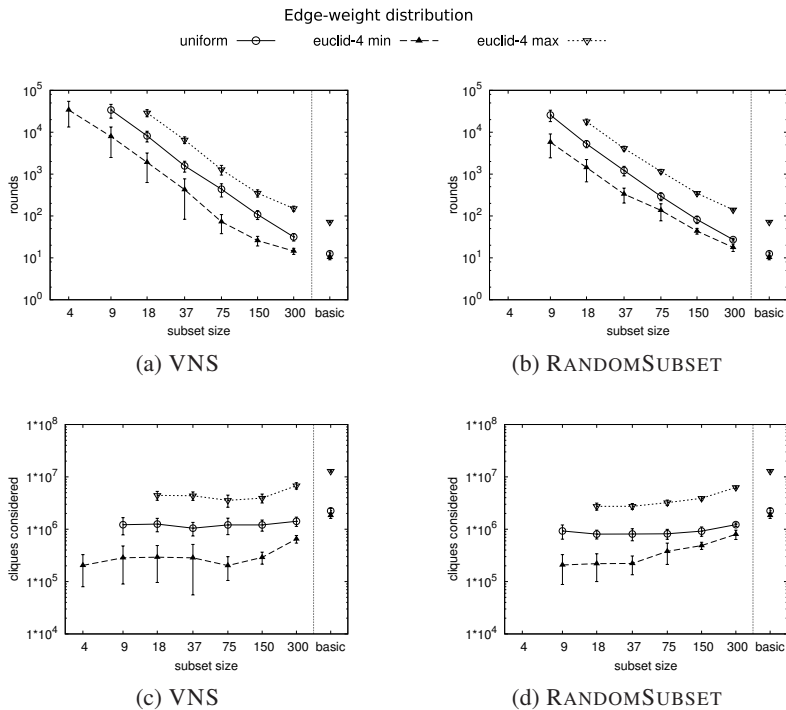 Edge-weight distribution
uniform euclid-4 min euclid-4 max
10^5
10^4
10^3
10^2
10^1
10^0
rounds
4 9 18 37 75 150 300 basic
subset size
(a) VNS
10^5
10^4
10^3
10^2
10^1
10^0
rounds
4 9 18 37 75 150 300 basic
subset size
(b) RANDOMSUBSET
1*10^8
1*10^7
1*10^6
1*10^5
1*10^4
cliques considered
4 9 18 37 75 150 300 basic
subset size
(c) VNS
1*10^8
1*10^7
1*10^6
1*10^5
1*10^4
cliques considered
4 9 18 37 75 150 300 basic
subset size
(d) RANDOMSUBSET